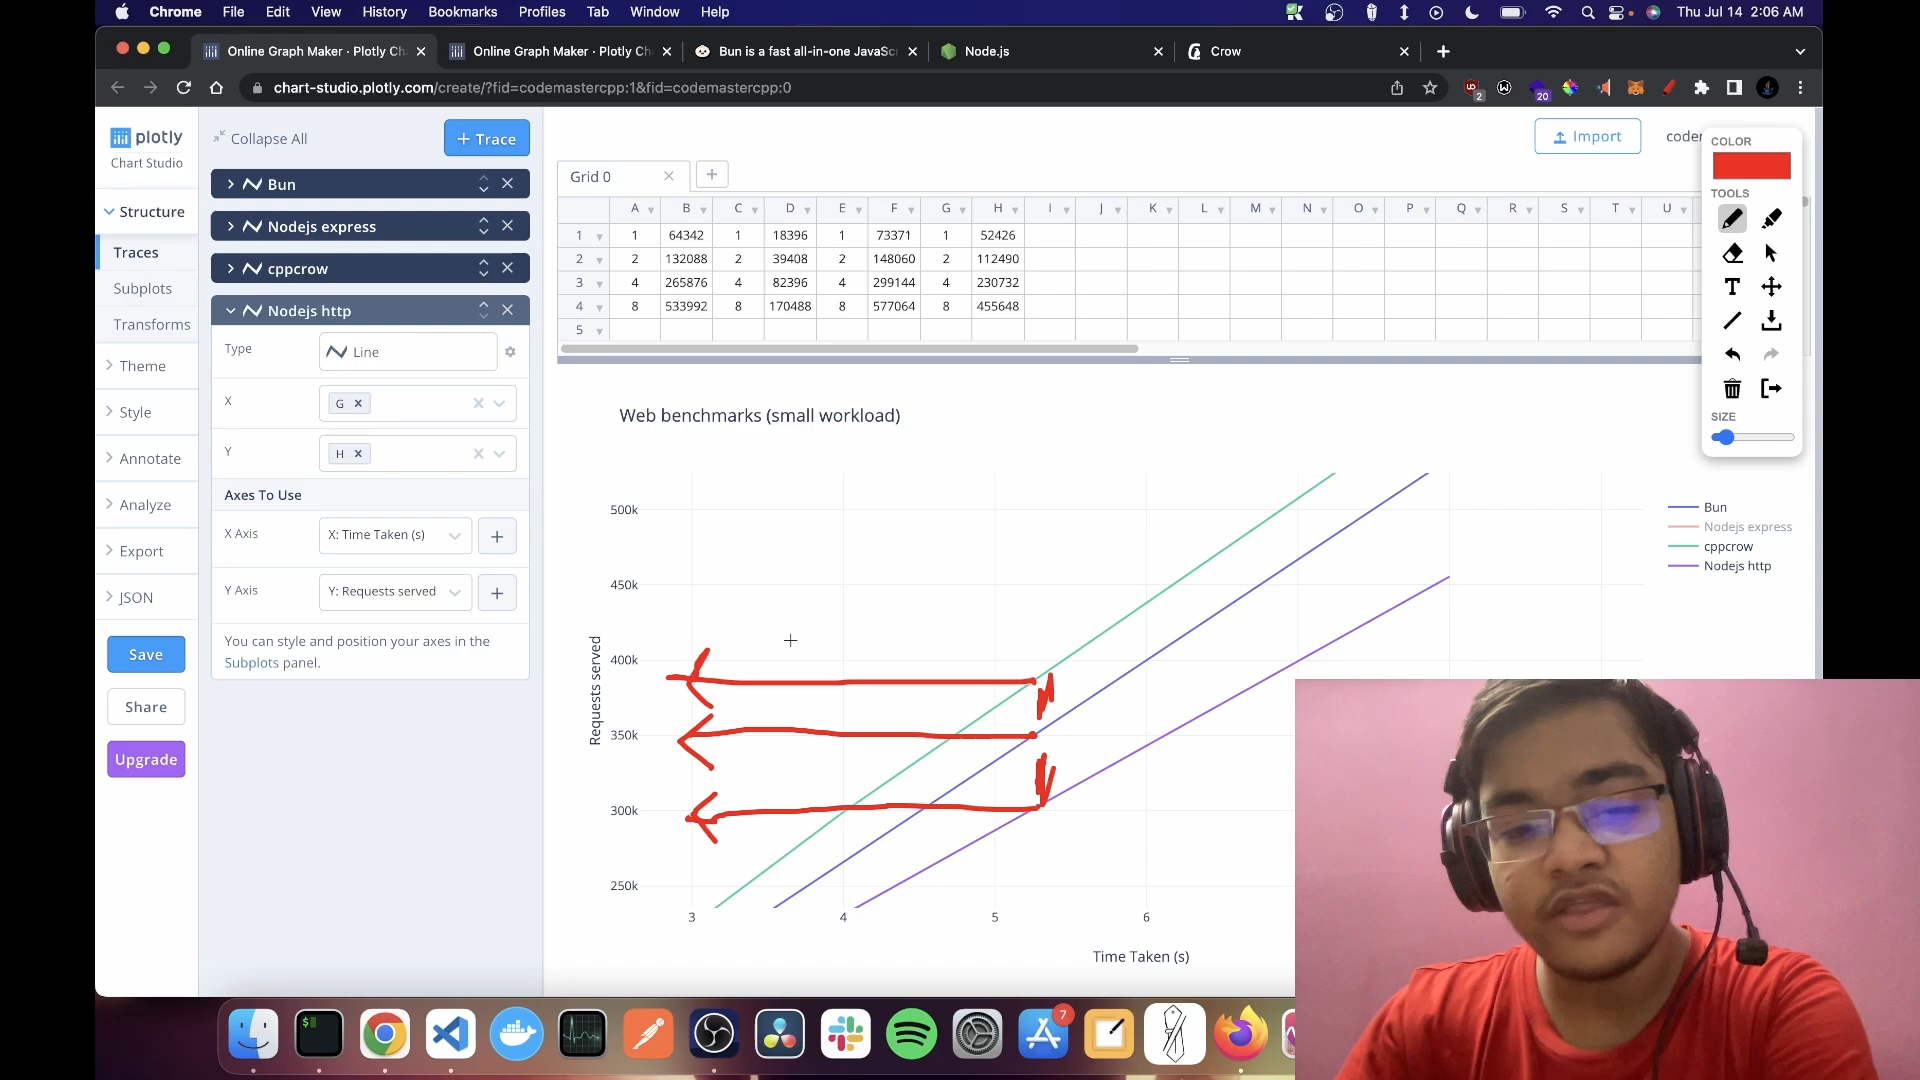 Chrome File Edit View History Bookmarks Profiles Tab Window Help Thu Jul 14 2:06 AM
Online Graph Maker · Plotly Ch Online Graph Maker · Plotly Ch Bun is a fast all-in-one JavaSc Node.js Crow
chart-studio.plotly.com/create/?fid=codemastercpp:1&fid=codemastercpp:0 2 20
plotly
Chart Studio
Structure
Traces
Subplots
Transforms
Theme
Style
Annotate
Analyze
Export
JSON
Save
Share
Upgrade
Collapse All
+ Trace
Bun
Nodejs express
cppcrow
Nodejs http
Type Line
X G
Y H
Axes To Use
X Axis X: Time Taken (s)
Y Axis Y: Requests served
You can style and position your axes in the
Subplots panel.
Import coder
Grid 0
A B C D E F G H I J K L M N O P Q R S T U
1 1 64342 1 18396 1 73371 1 52426
2 2 132088 2 39408 2 148060 2 112490
3 4 265876 4 82396 4 299144 4 230732
4 8 533992 8 170488 8 577064 8 455648
5
COLOR
TOOLS
T
SIZE
Web benchmarks (small workload)
500k
450k
400k
350k
300k
250k
Requests served
3 4 5 6
Time Taken (s)
Bun
Nodejs express
cppcrow
Nodejs http
$
7